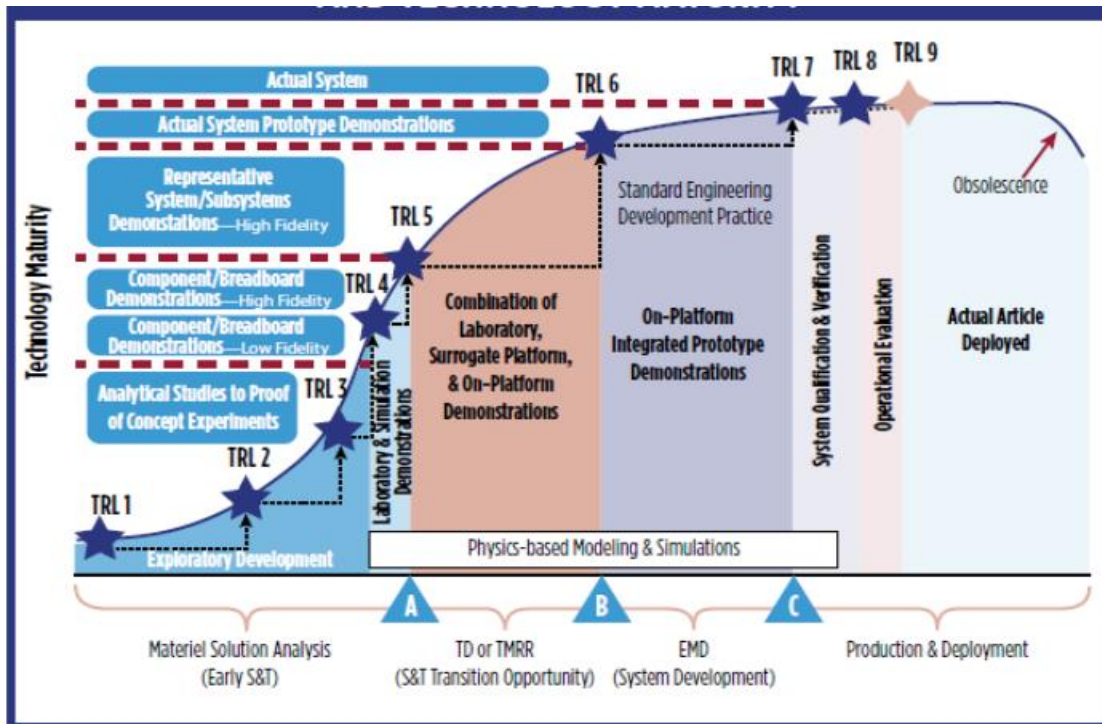 AND TECHNOLOGY MATURITY
Actual System
Actual System Prototype Demonstrations
Representative
System/Subsystems
Demonstations—High Fidelity
Component/Breadboard
Demonstrations—High Fidelity
Component/Breadboard
Demonstrations—Low Fidelity
Analytical Studies to Proof
of Concept Experiments
Technology Maturity
TRL 1
TRL 2
TRL 3
TRL 4
TRL 5
TRL 6
TRL 7
TRL 8
TRL 9
Obsolescence
Standard Engineering
Development Practice
Exploratory Development
Laboratory & Simulation
Demonstrations
Combination of
Laboratory,
Surrogate Platform,
& On-Platform
Demonstrations
On-Platform
Integrated Prototype
Demonstrations
System Qualification & Verification
Operational Evaluation
Actual Article
Deployed
Physics-based Modeling & Simulations
A
B
C
Materiel Solution Analysis
(Early S&T)
TD or TMRR
(S&T Transition Opportunity)
EMD
(System Development)
Production & Deployment